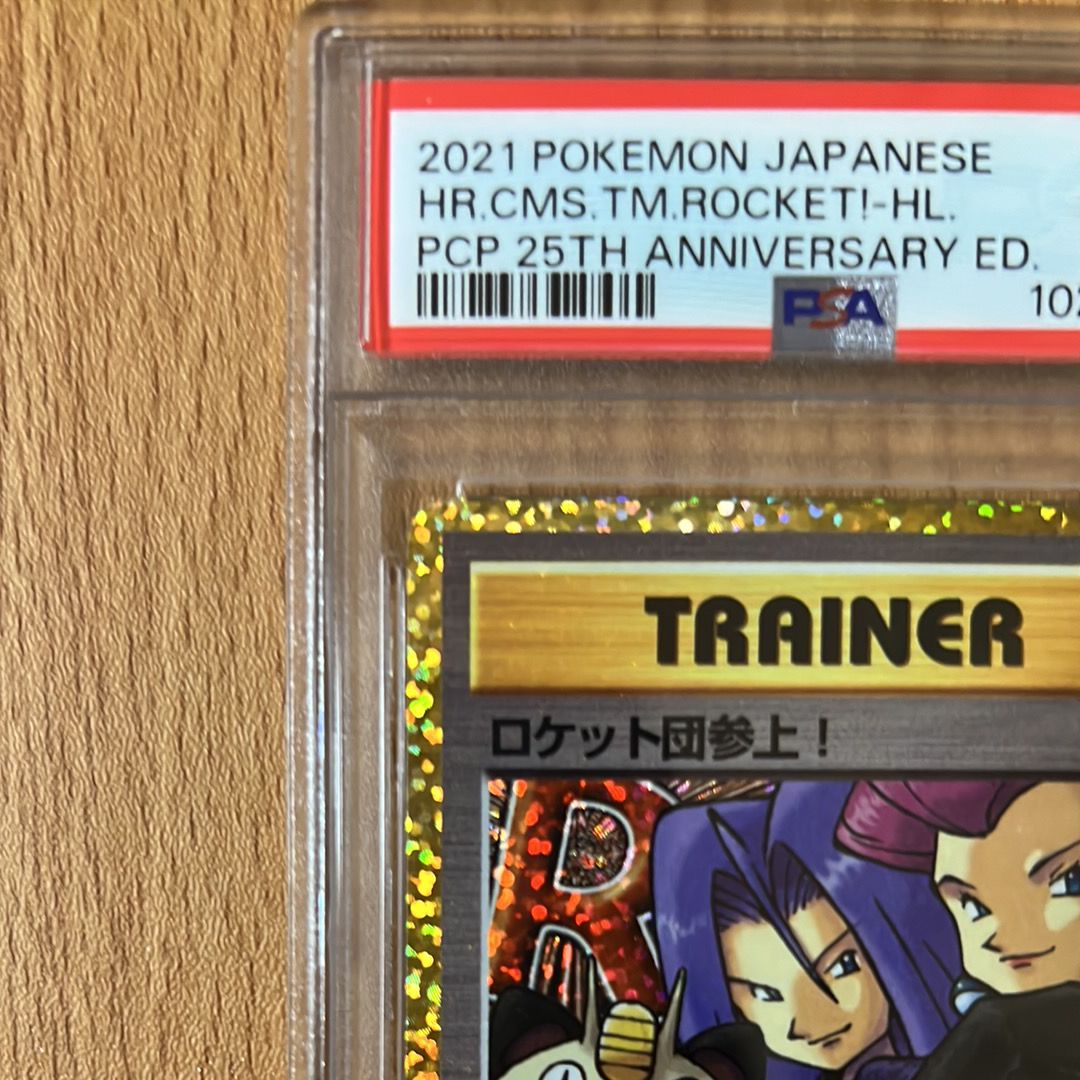 2021 POKEMON JAPANESE
HR.CMS.TM.ROCKET!-HL.
PCP 25TH ANNIVERSARY ED.
PSA
TRAINER
ロケット団参上！